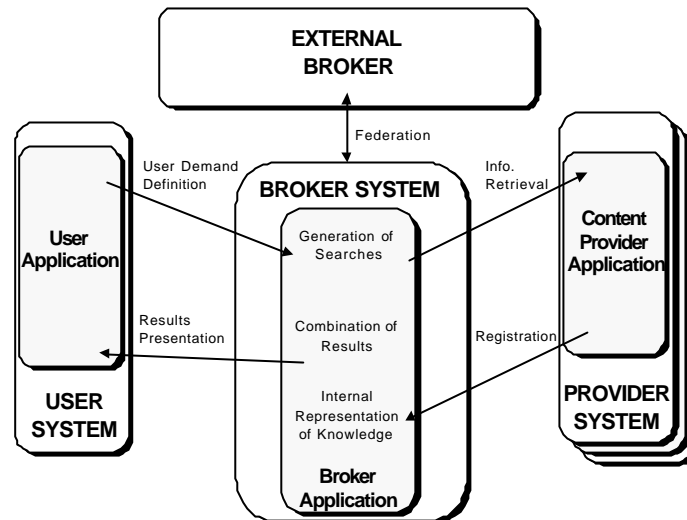 EXTERNAL
BROKER
Federation
User Demand
Definition
Info.
Retrieval
BROKER SYSTEM
User
Application
Generation of
Searches
Content
Provider
Application
Results
Presentation
Combination of
Results
Registration
Internal
Representation
of Knowledge
USER
SYSTEM
PROVIDER
SYSTEM
Broker
Application